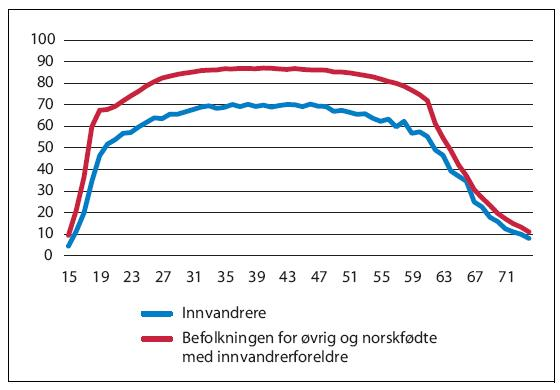 100
90
80
70
60
50
40
30
20
10
0
15 19 23 27 31 35 39 43 47 51 55 59 63 67 71
Innvandrere
Befolkningen for øvrig og norskfødte
med innvandrerforeldre